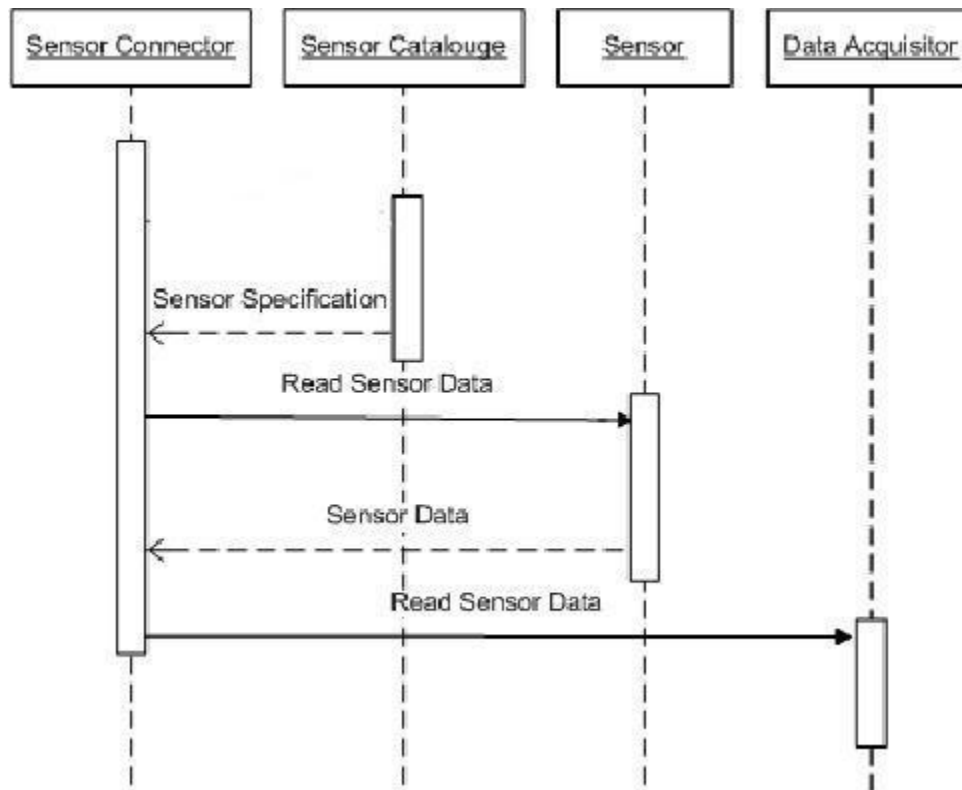 Sensor Connector
Sensor Catalouge
Sensor
Data Acquisitor
Sensor Specification
Read Sensor Data
Sensor Data
Read Sensor Data